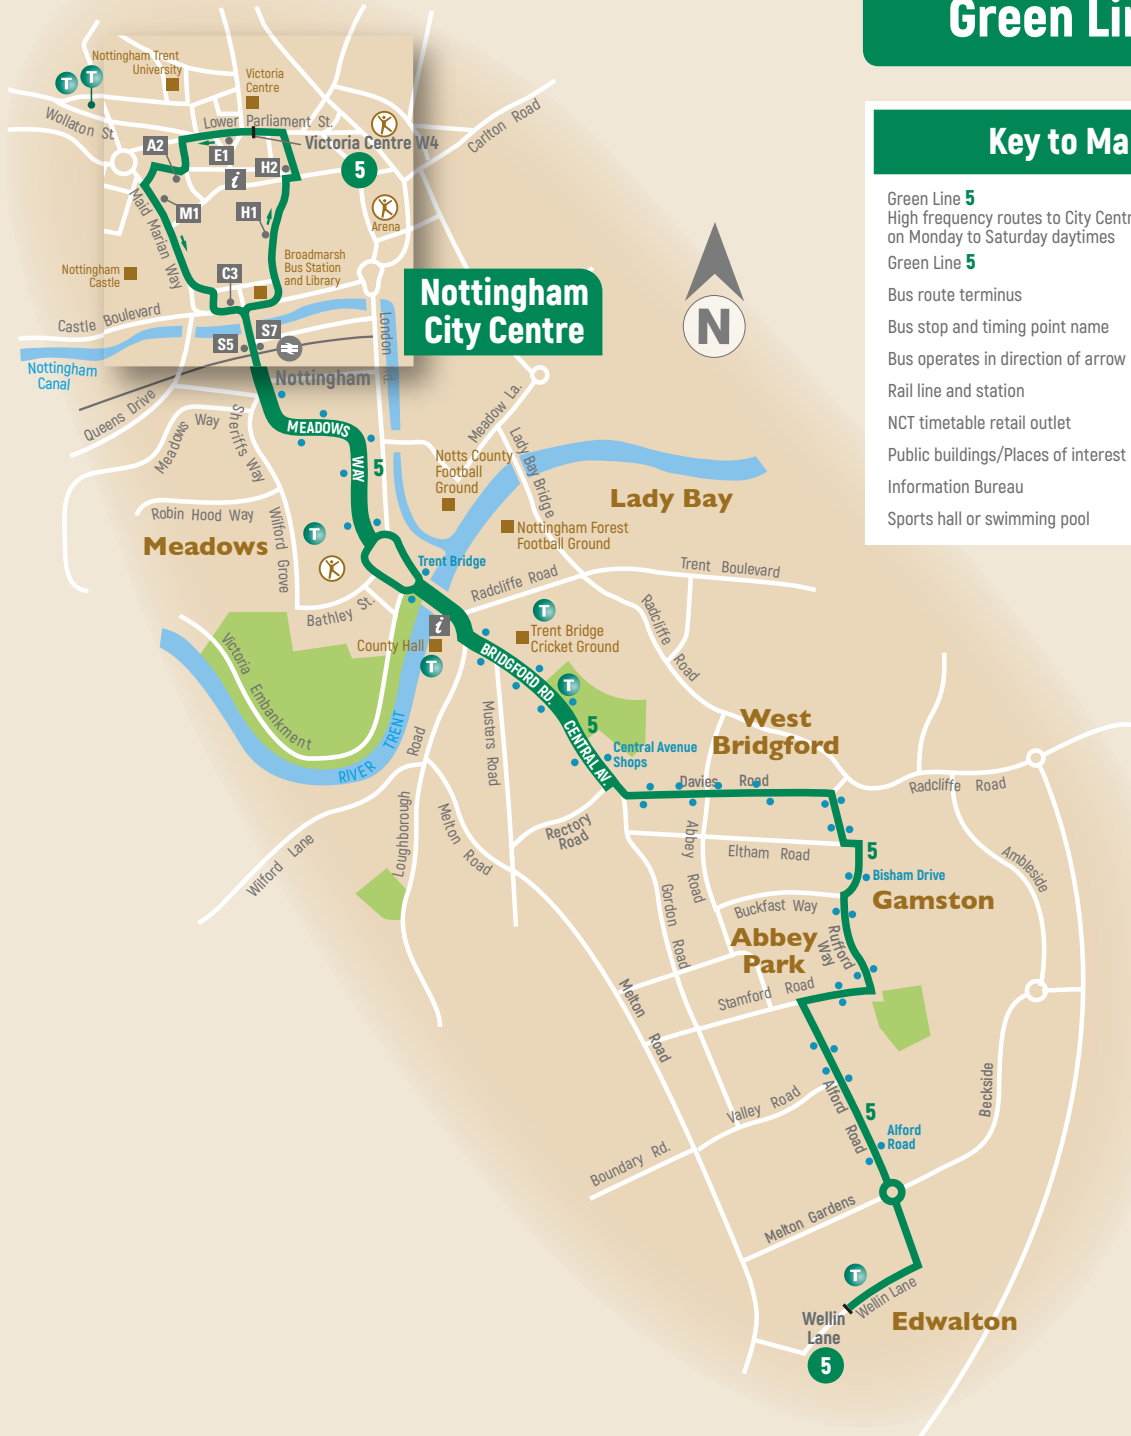 Green Lin
Key to Ma
Green Line 5
High frequency routes to City Centr
on Monday to Saturday daytimes
Green Line 5
Bus route terminus
Bus stop and timing point name
Bus operates in direction of arrow
Rail line and station
NCT timetable retail outlet
Public buildings/Places of interest
Information Bureau
Sports hall or swimming pool
Nottingham Trent
University
Victoria
Centre
T
T
Wollaton St
Lower Parliament St.
Victoria Centre W4
5
A2
E1
H2
i
M1
H1
Maid Marian Way
Carlton Road
Arena
Broadmarsh
Bus Station
and Library
Nottingham
Castle
C3
Castle Boulevard
S7
S5
London Rd.
Nottingham
City Centre
N
Nottingham
Canal
Nottingham
Queens Drive
Meadows Way
Sheriffs Way
MEADOWS
WAY
5
Meadow La.
Lady Bay Bridge
Notts County
Football
Ground
Lady Bay
Robin Hood Way
Wilford Grove
T
Meadows
Nottingham Forest
Football Ground
Trent Bridge
Radcliffe Road
Trent Boulevard
Bathley St.
i
County Hall
T
T
Trent Bridge
Cricket Ground
Radcliffe Road
Victoria Embankment
RIVER TRENT
BRIDGFORD RD.
T
5
CENTRAL AV.
Central Avenue
Shops
West
Bridgford
Musters Road
Loughborough Road
Melton Road
Davies Road
Radcliffe Road
Rectory
Road
Abbey Road
Eltham Road
5
Bisham Drive
Gamston
Ambleside
Wilford Lane
Gordon Road
Buckfast Way
Abbey
Park
Rufford
Way
Stamford Road
Melton Road
Alford Road
5
Alford
Road
Valley Road
Beckside
Boundary Rd.
Melton Gardens
T
Wellin Lane
Wellin
Lane
5
Edwalton